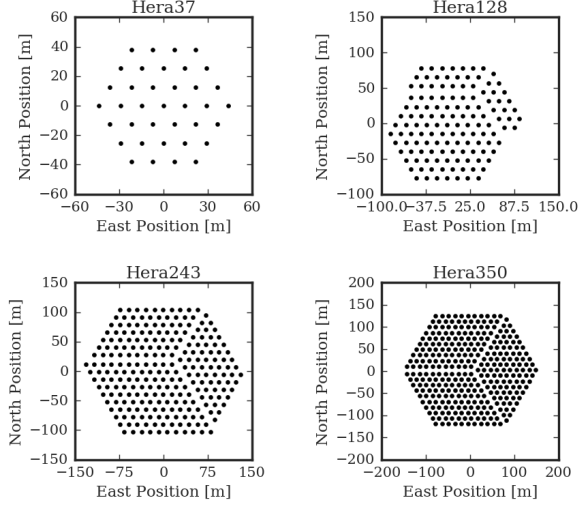 Hera37
60
40
20
0
−20
−40
−60
−60 −30 0 30 60
North Position [m]
East Position [m]
Hera128
150
100
50
0
−50
−100
−100.0 −37.5 25.0 87.5 150.0
North Position [m]
East Position [m]
Hera243
150
100
50
0
−50
−100
−150
−150 −75 0 75 150
North Position [m]
East Position [m]
Hera350
200
150
100
50
0
−50
−100
−150
−200
−200 −100 0 100 200
North Position [m]
East Position [m]